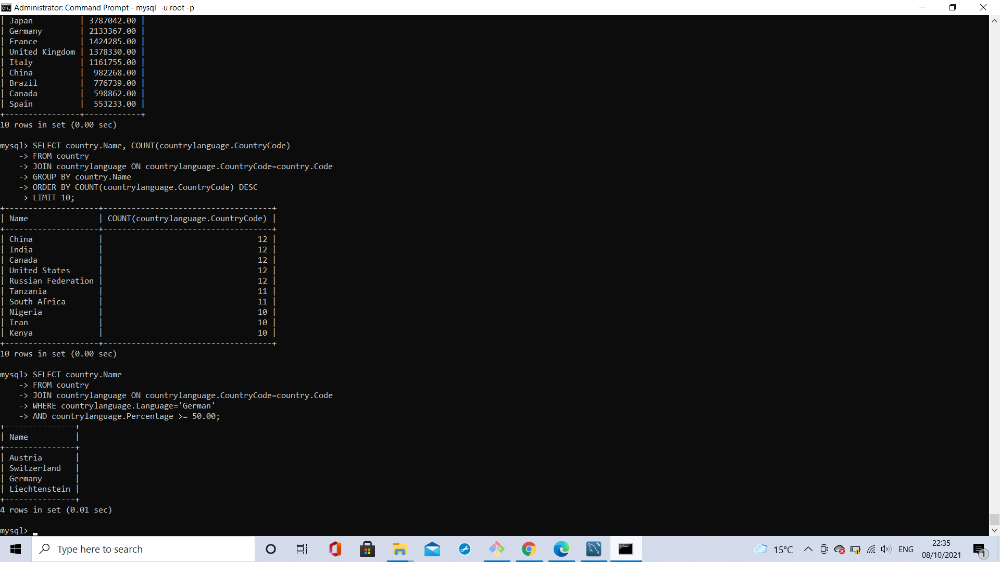 Administrator: Command Prompt - mysql  -u root -p
| Japan          | 3787042.00 |
| Germany        | 2133367.00 |
| France         | 1424285.00 |
| United Kingdom | 1378330.00 |
| Italy          | 1161755.00 |
| China          |  982268.00 |
| Brazil         |  776739.00 |
| Canada         |  598862.00 |
| Spain          |  553233.00 |
+----------------+------------+
10 rows in set (0.00 sec)
mysql> SELECT country.Name, COUNT(countrylanguage.CountryCode)
    -> FROM country
    -> JOIN countrylanguage ON countrylanguage.CountryCode=country.Code
    -> GROUP BY country.Name
    -> ORDER BY COUNT(countrylanguage.CountryCode) DESC
    -> LIMIT 10;
+--------------------+------------------------------------+
| Name               | COUNT(countrylanguage.CountryCode) |
+--------------------+------------------------------------+
| China              |                                 12 |
| India              |                                 12 |
| Canada             |                                 12 |
| United States      |                                 12 |
| Russian Federation |                                 12 |
| Tanzania           |                                 11 |
| South Africa       |                                 11 |
| Nigeria            |                                 10 |
| Iran               |                                 10 |
| Kenya              |                                 10 |
+--------------------+------------------------------------+
10 rows in set (0.00 sec)
mysql> SELECT country.Name
    -> FROM country
    -> JOIN countrylanguage ON countrylanguage.CountryCode=country.Code
    -> WHERE countrylanguage.Language='German'
    -> AND countrylanguage.Percentage >= 50.00;
+---------------+
| Name          |
+---------------+
| Austria       |
| Switzerland   |
| Germany       |
| Liechtenstein |
+---------------+
4 rows in set (0.01 sec)
mysql>
Type here to search
15°C
ENG
22:35
08/10/2021
1